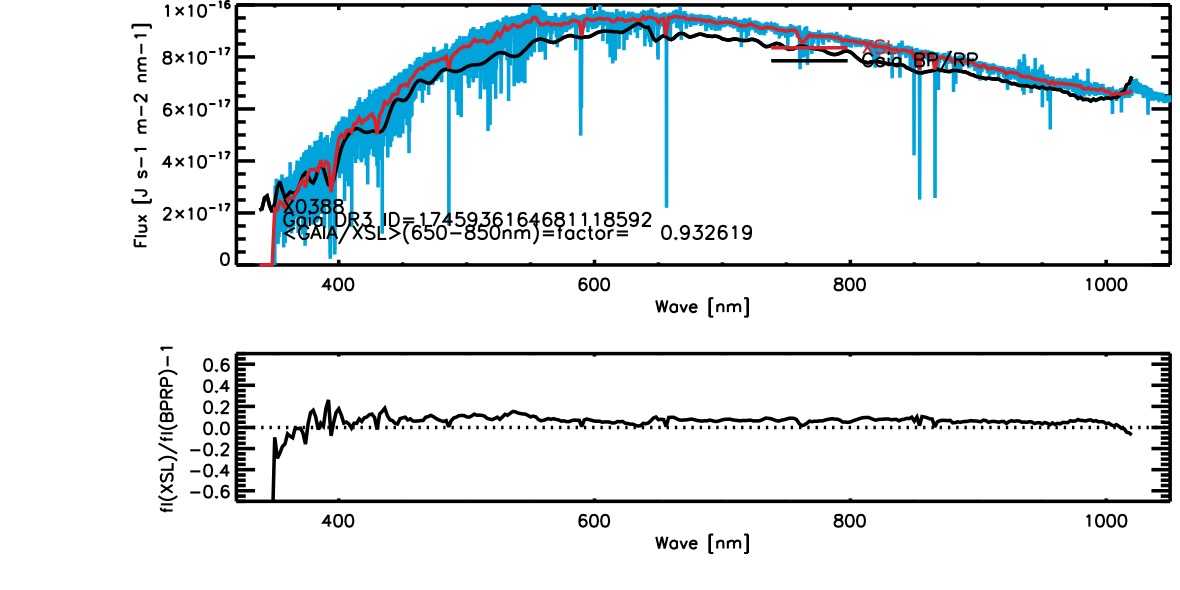 1×10−16
8×10−17
6×10−17
4×10−17
2×10−17
0
Flux [J s−1 m−2 nm−1]
XSL
Gaia BP/RP
X0388
Gaia DR3 ID=1745936164681118592
<GAIA/XSL>(650−850nm)=factor= 0.932619
400 600 800 1000
Wave [nm]
0.6
0.4
0.2
0.0
−0.2
−0.4
−0.6
fl(XSL)/fl(BPRP)−1
400 600 800 1000
Wave [nm]